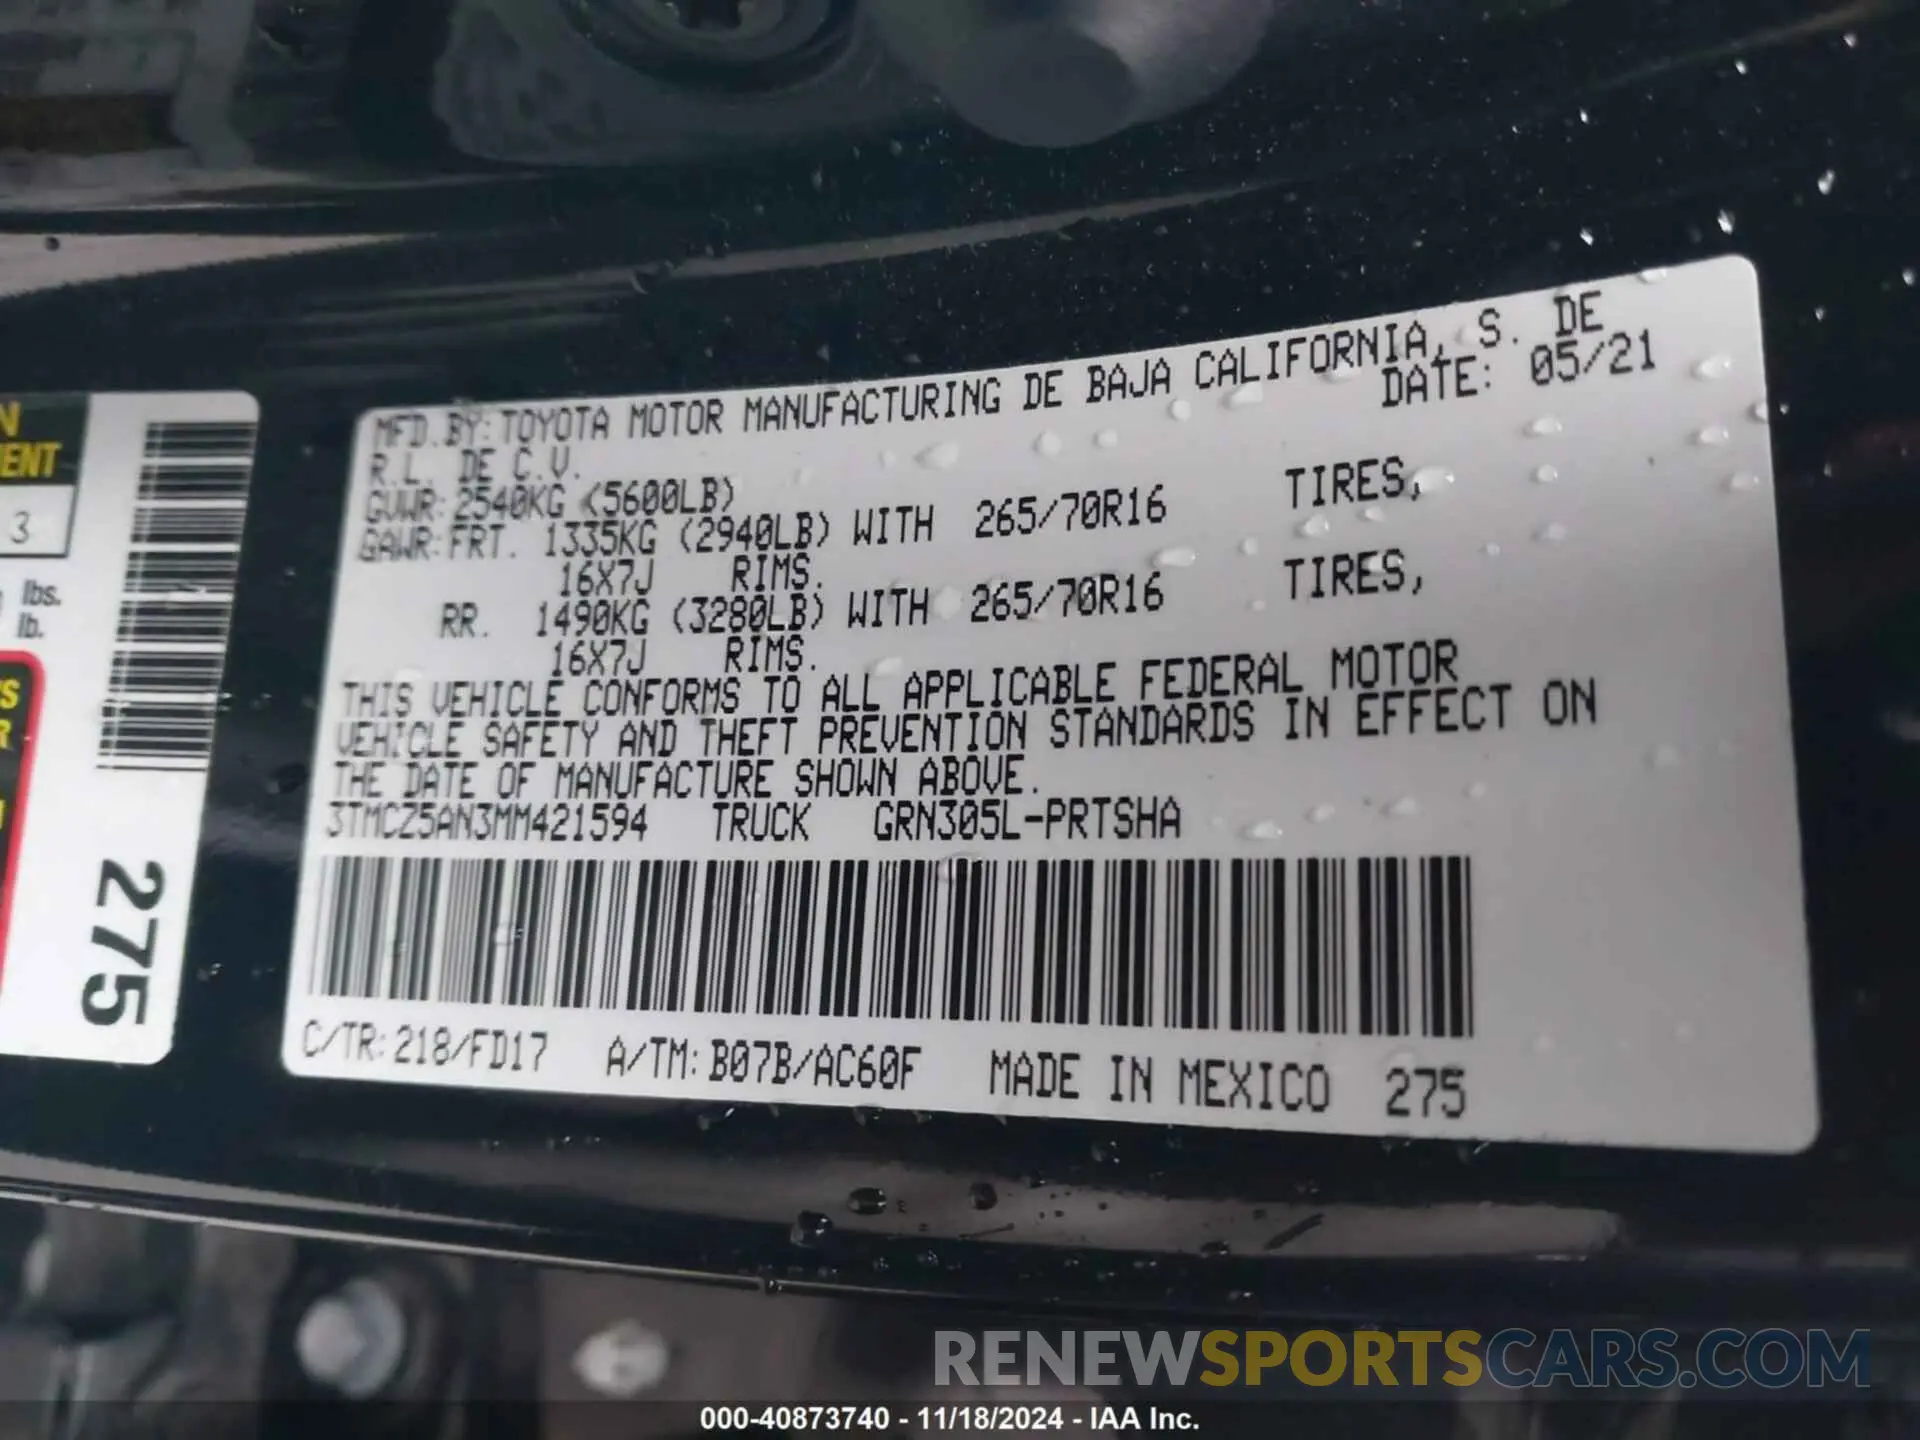 MFD.BY:TOYOTA MOTOR MANUFACTURING DE BAJA CALIFORNIA, S. DE
R.L. DE C.V. DATE: 05/21
GVWR:2540KG (5600LB)
GAWR:FRT. 1335KG (2940LB) WITH 265/70R16 TIRES,
16X7J RIMS.
RR. 1490KG (3280LB) WITH 265/70R16 TIRES,
16X7J RIMS.
THIS VEHICLE CONFORMS TO ALL APPLICABLE FEDERAL MOTOR
VEHICLE SAFETY AND THEFT PREVENTION STANDARDS IN EFFECT ON
THE DATE OF MANUFACTURE SHOWN ABOVE.
3TMCZ5AN3MM421594 TRUCK GRN305L-PRTSHA
C/TR:218/FD17 A/TM:B07B/AC60F MADE IN MEXICO 275
3
lbs.
lb.
275
RENEWSPORTSCARS.COM
000-40873740 - 11/18/2024 - IAA Inc.